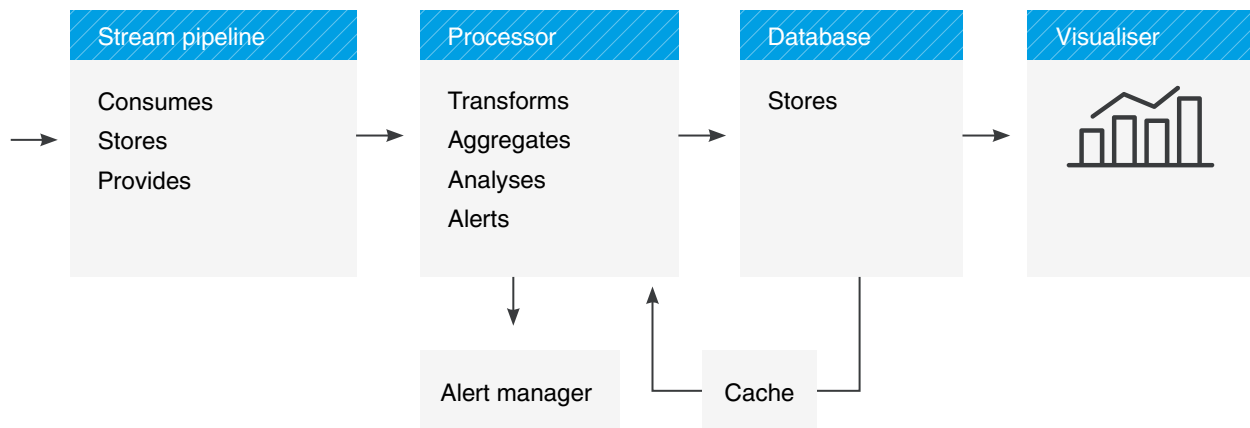 Stream pipeline
Consumes
Stores
Provides
Processor
Transforms
Aggregates
Analyses
Alerts
Database
Stores
Visualiser
Alert manager
Cache